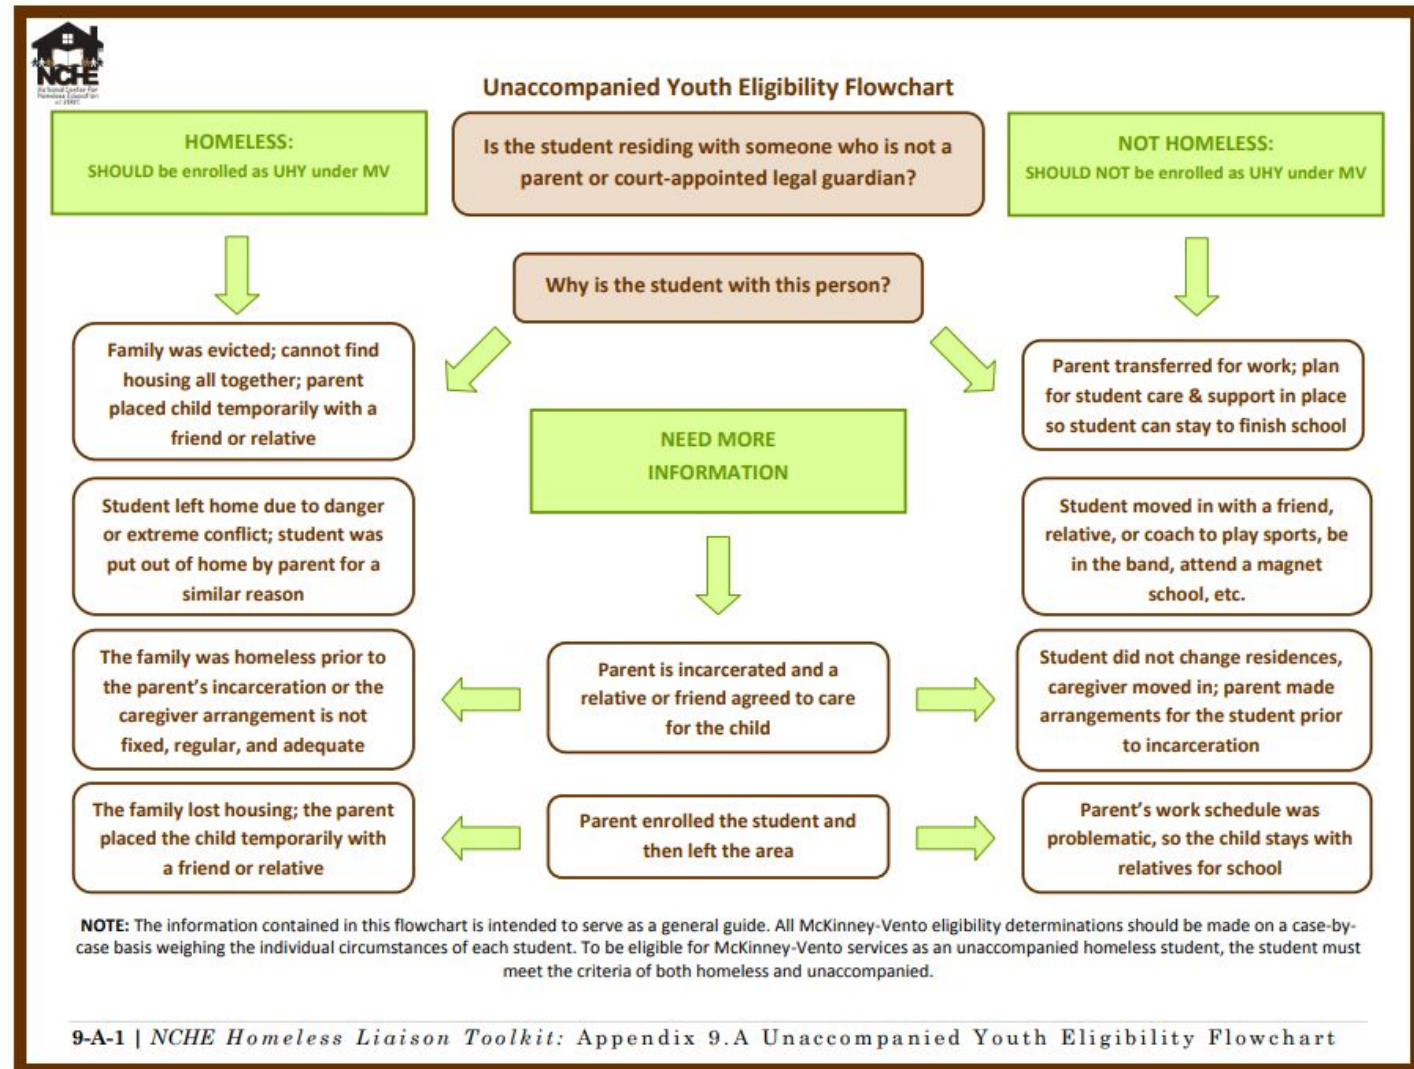 NCHE
National Center for
Homeless Education
Unaccompanied Youth Eligibility Flowchart
HOMELESS:
SHOULD be enrolled as UHY under MV
Is the student residing with someone who is not a
parent or court-appointed legal guardian?
NOT HOMELESS:
SHOULD NOT be enrolled as UHY under MV
Why is the student with this person?
Family was evicted; cannot find
housing all together; parent
placed child temporarily with a
friend or relative
Parent transferred for work; plan
for student care & support in place
so student can stay to finish school
NEED MORE
INFORMATION
Student left home due to danger
or extreme conflict; student was
put out of home by parent for a
similar reason
Student moved in with a friend,
relative, or coach to play sports, be
in the band, attend a magnet
school, etc.
The family was homeless prior to
the parent's incarceration or the
caregiver arrangement is not
fixed, regular, and adequate
Parent is incarcerated and a
relative or friend agreed to care
for the child
Student did not change residences,
caregiver moved in; parent made
arrangements for the student prior
to incarceration
The family lost housing; the parent
placed the child temporarily with
a friend or relative
Parent enrolled the student and
then left the area
Parent's work schedule was
problematic, so the child stays with
relatives for school
NOTE: The information contained in this flowchart is intended to serve as a general guide. All McKinney-Vento eligibility determinations should be made on a case-by-
case basis weighing the individual circumstances of each student. To be eligible for McKinney-Vento services as an unaccompanied homeless student, the student must
meet the criteria of both homeless and unaccompanied.
9-A-1 | NCHE Homeless Liaison Toolkit: Appendix 9.A Unaccompanied Youth Eligibility Flowchart